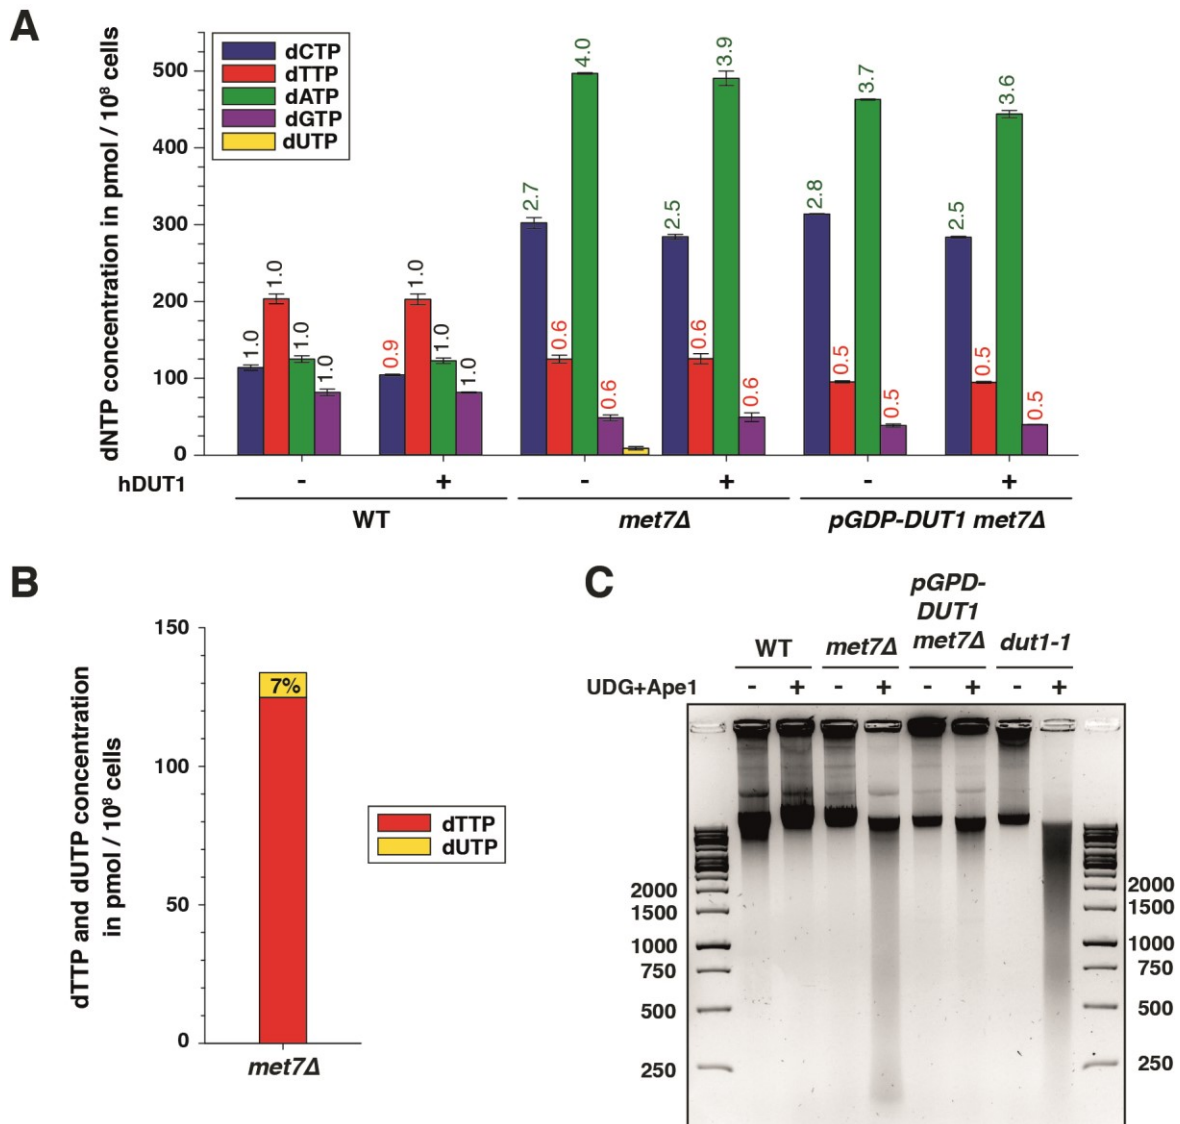 A
dNTP concentration in pmol / 10⁸ cells
500
400
300
200
100
0
dCTP
dTTP
dATP
dGTP
dUTP
1.0
1.0
1.0
1.0
0.9
1.0
1.0
1.0
2.7
0.6
4.0
0.6
2.5
0.6
3.9
0.6
2.8
0.5
3.7
0.5
2.5
0.5
3.6
0.5
hDUT1 - + - + - +
WT met7Δ pGDP-DUT1 met7Δ
B
dTTP and dUTP concentration
in pmol / 10⁸ cells
150
100
50
0
7%
met7Δ
dTTP
dUTP
C
WT met7Δ pGPD-
DUT1
met7Δ dut1-1
UDG+Ape1 - + - + - + - +
2000 2000
1500 1500
1000 1000
750 750
500 500
250 250